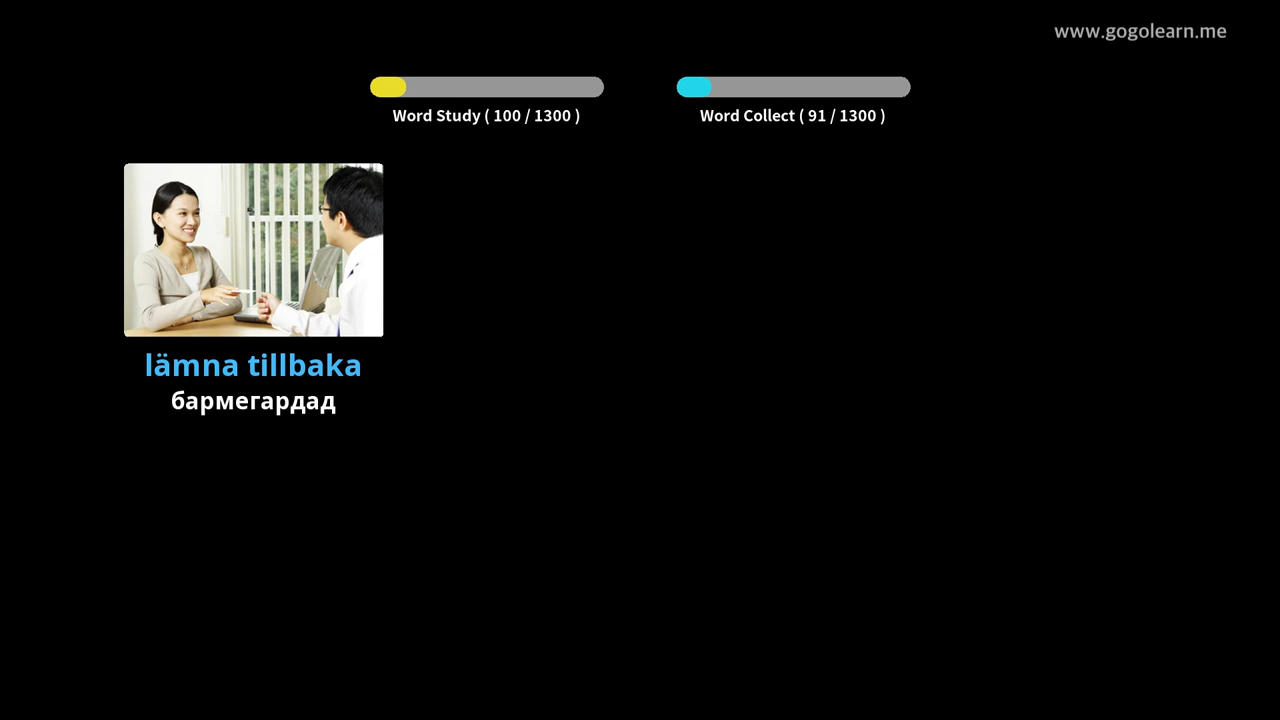 www.gogolearn.me
Word Study ( 100 / 1300 )
Word Collect ( 91 / 1300 )
lämna tillbaka
бармегардад